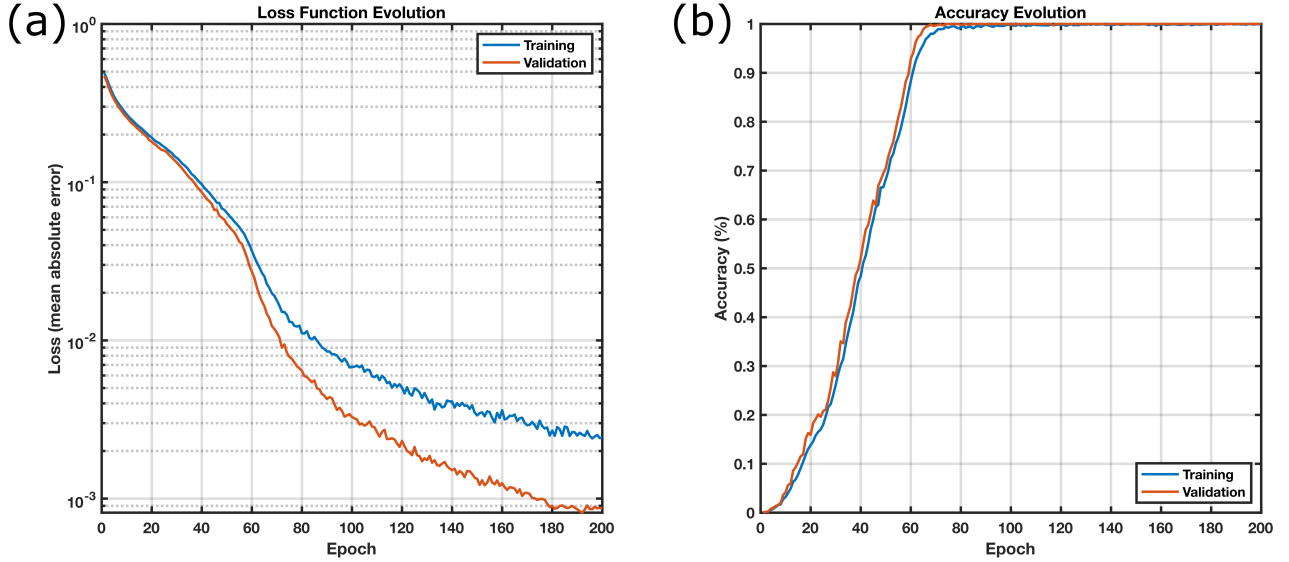 (a)
Loss Function Evolution
10^0
10^-1
10^-2
10^-3
Loss (mean absolute error)
Training
Validation
0 20 40 60 80 100 120 140 160 180 200
Epoch
(b)
Accuracy Evolution
1
0.9
0.8
0.7
0.6
0.5
0.4
0.3
0.2
0.1
0
Accuracy (%)
Training
Validation
0 20 40 60 80 100 120 140 160 180 200
Epoch